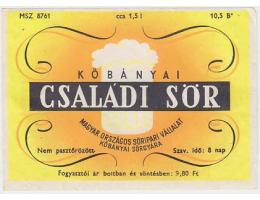 MSZ 8761 cca 1,5 l 10,5 B°
KŐBÁNYAI
CSALÁDI SÖR
MAGYAR ORSZÁGOS SÖRIPARI VÁLLALAT
KŐBÁNYAI SÖRGYÁRA
Nem pasztőrözött Szav. idő: 8 nap
Fogyasztói ár boltban és söntésben: 9,80 Ft